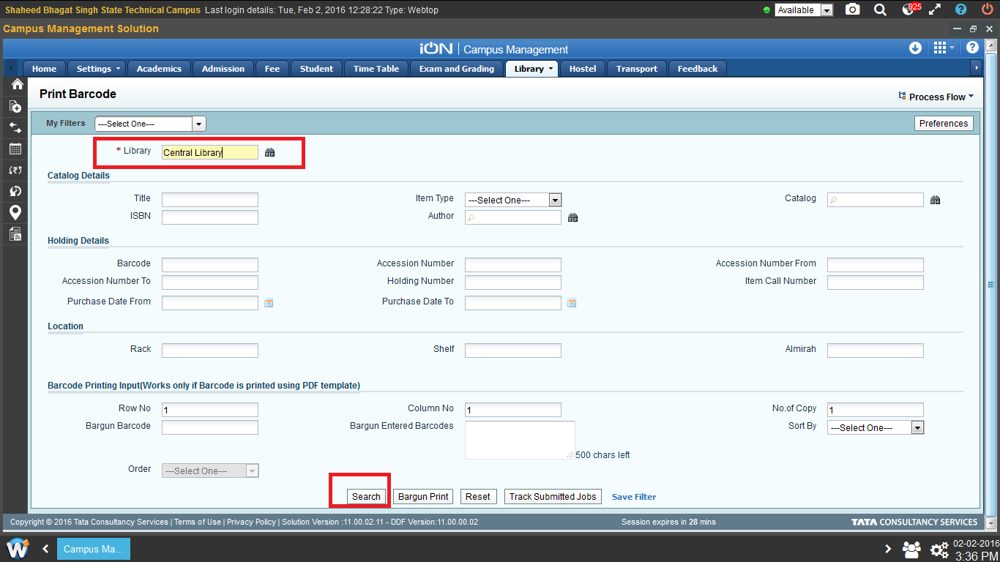 Shaheed Bhagat Singh State Technical Campus Last login details: Tue, Feb 2, 2016 12:28:22 Type: Webtop Available 925
Campus Management Solution
iON | Campus Management
Home Settings Academics Admission Fee Student Time Table Exam and Grading Library Hostel Transport Feedback
Print Barcode
Process Flow
My Filters ---Select One--- Preferences
* Library Central Library
Catalog Details
Title Item Type ---Select One--- Catalog
ISBN Author
Holding Details
Barcode Accession Number Accession Number From
Accession Number To Holding Number Item Call Number
Purchase Date From Purchase Date To
Location
Rack Shelf Almirah
Barcode Printing Input(Works only if Barcode is printed using PDF template)
Row No 1 Column No 1 No.of Copy 1
Bargun Barcode Bargun Entered Barcodes Sort By ---Select One---
500 chars left
Order ---Select One---
Search Bargun Print Reset Track Submitted Jobs Save Filter
Copyright © 2016 Tata Consultancy Services | Terms of Use | Privacy Policy | Solution Version :11.00.02.11 - DDF Version:11.00.00.02 Session expires in 28 mins TATA CONSULTANCY SERVICES
W Campus Ma... 02-02-2016
3:36 PM